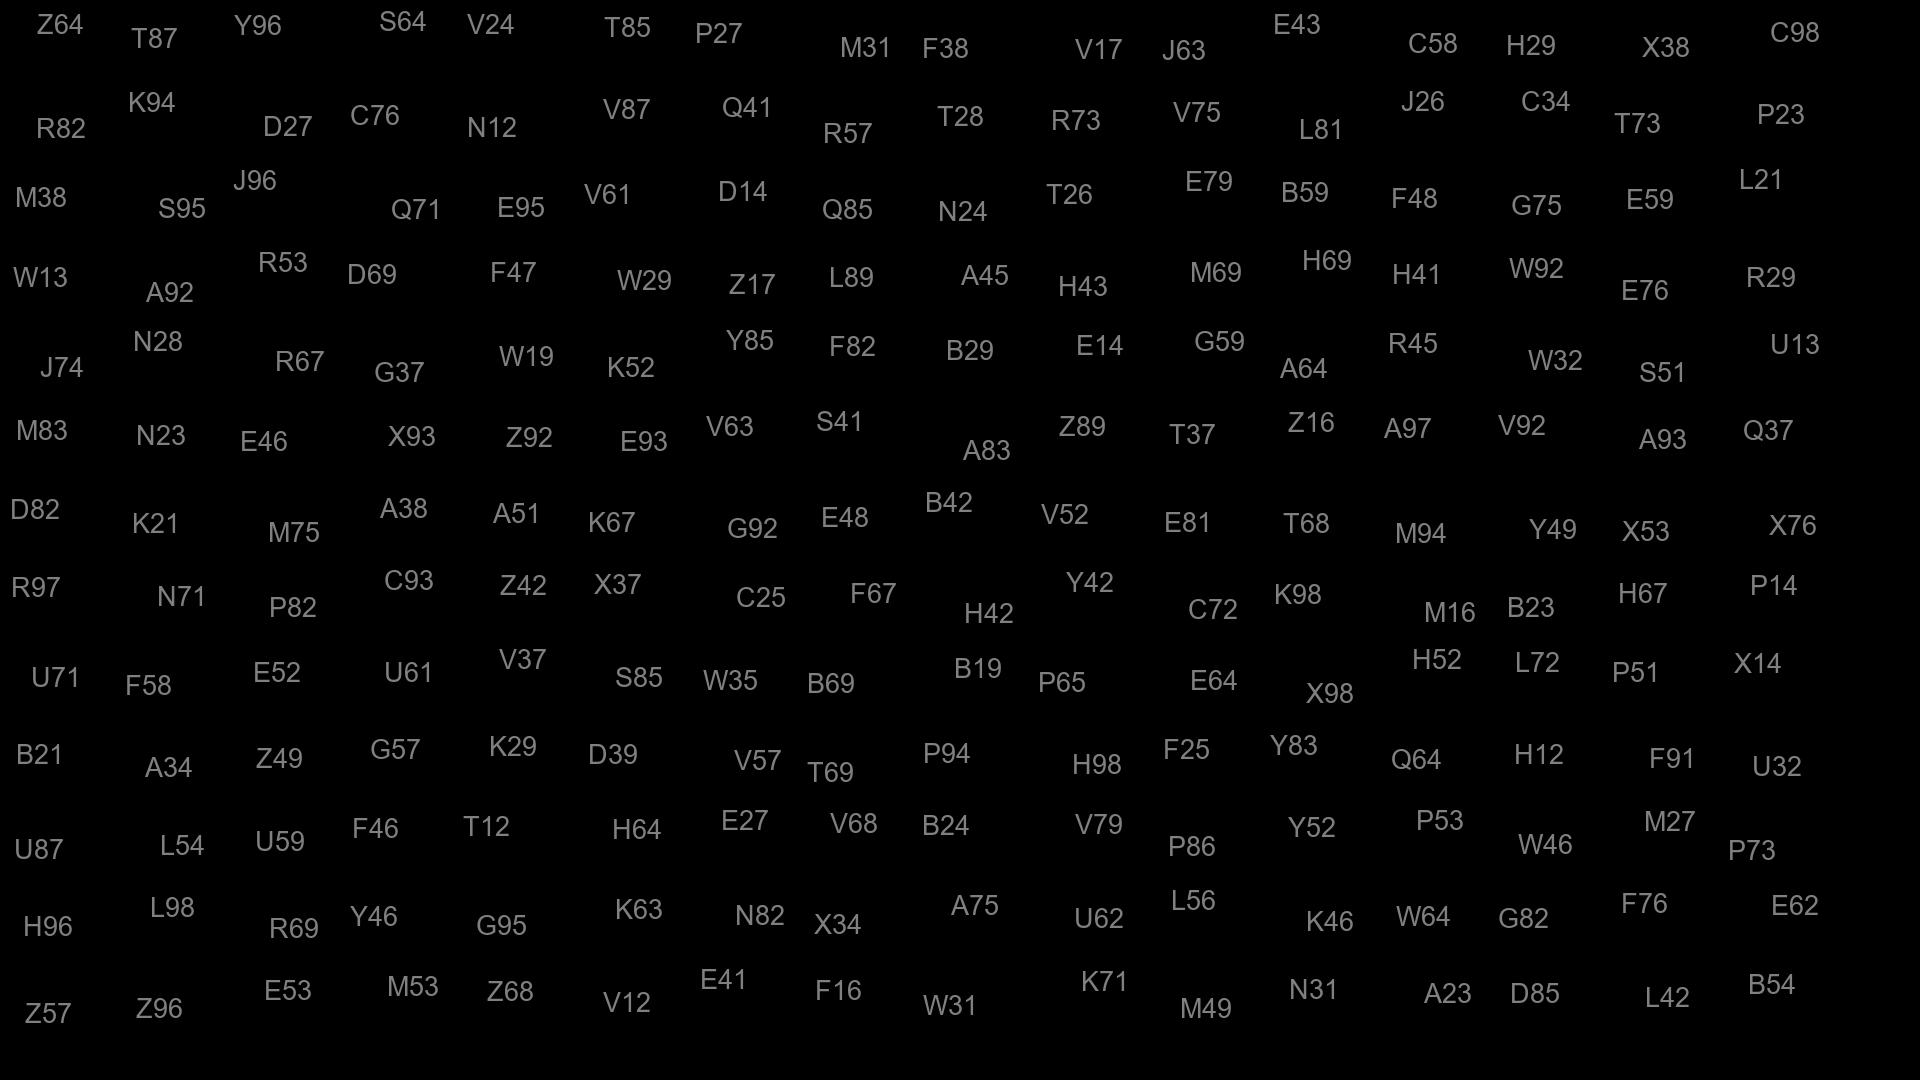 Z64 T87 Y96 S64 V24 T85 P27 M31 F38 V17 J63 E43 C58 H29 X38 C98
R82 K94 D27 C76 N12 V87 Q41 R57 T28 R73 V75 L81 J26 C34 T73 P23
M38 S95 J96 Q71 E95 V61 D14 Q85 N24 T26 E79 B59 F48 G75 E59 L21
W13 A92 R53 D69 F47 W29 Z17 L89 A45 H43 M69 H69 H41 W92 E76 R29
J74 N28 R67 G37 W19 K52 Y85 F82 B29 E14 G59 A64 R45 W32 S51 U13
M83 N23 E46 X93 Z92 E93 V63 S41 A83 Z89 T37 Z16 A97 V92 A93 Q37
D82 K21 M75 A38 A51 K67 G92 E48 B42 V52 E81 T68 M94 Y49 X53 X76
R97 N71 P82 C93 Z42 X37 C25 F67 H42 Y42 C72 K98 M16 B23 H67 P14
U71 F58 E52 U61 V37 S85 W35 B69 B19 P65 E64 X98 H52 L72 P51 X14
B21 A34 Z49 G57 K29 D39 V57 T69 P94 H98 F25 Y83 Q64 H12 F91 U32
U87 L54 U59 F46 T12 H64 E27 V68 B24 V79 P86 Y52 P53 W46 M27 P73
H96 L98 R69 Y46 G95 K63 N82 X34 A75 U62 L56 K46 W64 G82 F76 E62
Z57 Z96 E53 M53 Z68 V12 E41 F16 W31 K71 M49 N31 A23 D85 L42 B54